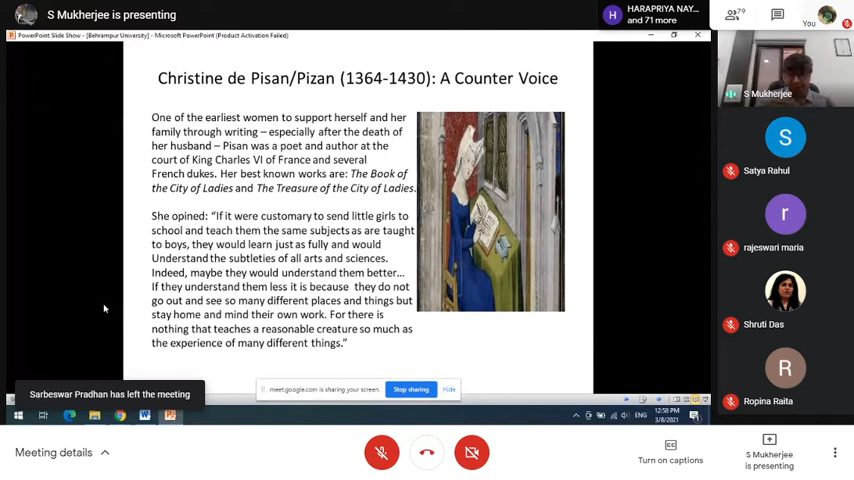 S Mukherjee is presenting
H
HARAPRIYA NAY...
and 71 more
79
You
PowerPoint Slide Show - [Behrampur University] - Microsoft PowerPoint (Product Activation Failed)
Christine de Pisan/Pizan (1364-1430): A Counter Voice
One of the earliest women to support herself and her
family through writing – especially after the death of
her husband – Pisan was a poet and author at the
court of King Charles VI of France and several
French dukes. Her best known works are: The Book of
the City of Ladies and The Treasure of the City of Ladies.
She opined: “If it were customary to send little girls to
school and teach them the same subjects as are taught
to boys, they would learn just as fully and would
Understand the subtleties of all arts and sciences.
Indeed, maybe they would understand them better…
If they understand them less it is because they do not
go out and see so many different places and things but
stay home and mind their own work. For there is
nothing that teaches a reasonable creature so much as
the experience of many different things.”
S Mukherjee
S
Satya Rahul
r
rajeswari maria
Shruti Das
R
Ropina Raita
Sarbeswar Pradhan has left the meeting
meet.google.com is sharing your screen.
Stop sharing
Hide
ENG
12:58 PM
3/8/2021
Meeting details
CC
Turn on captions
S Mukherjee
is presenting